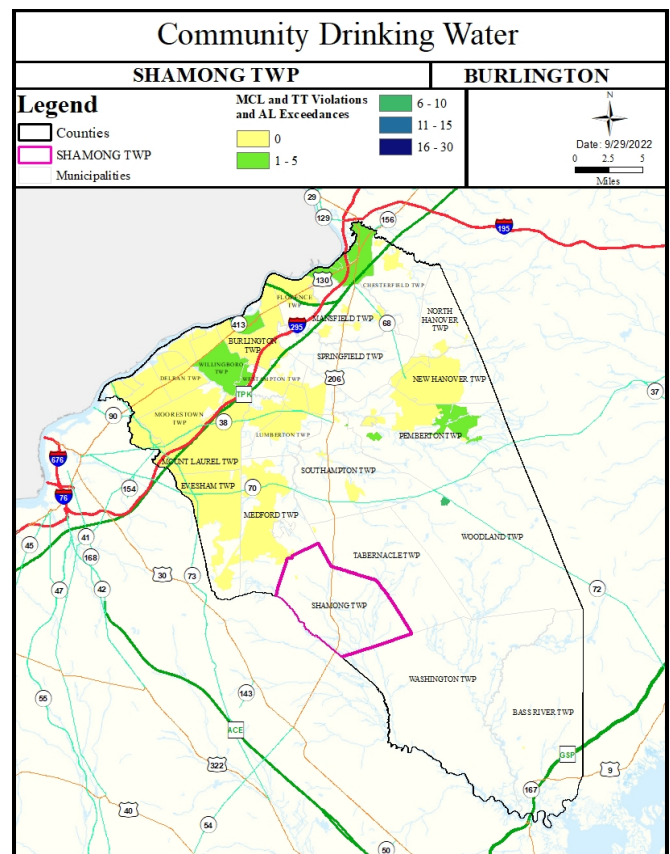 Community Drinking Water
SHAMONG TWP
BURLINGTON
Legend
Counties
SHAMONG TWP
Municipalities
MCL and TT Violations
and AL Exceedances
0
1 - 5
6 - 10
11 - 15
16 - 30
N
Date: 9/29/2022
0 2.5 5
Miles
29
129
156
195
130
CHESTERFIELD TWP
FLORENCE
TWP
NORTH
HANOVER
TWP
MANSFIELD TWP
68
413
295
BURLINGTON
TWP
SPRINGFIELD TWP
WILLINGBORO
TWP
DELRAN TWP
WESTAMPTON TWP
206
NEW HANOVER TWP
37
TPK
90
MOORESTOWN
TWP
38
LUMBERTON TWP
PEMBERTON TWP
676
MOUNT LAUREL TWP
SOUTHAMPTON TWP
76
154
EVESHAM TWP
70
MEDFORD TWP
WOODLAND TWP
45
41
168
TABERNACLE TWP
30
73
47
42
72
SHAMONG TWP
WASHINGTON TWP
55
143
BASS RIVER TWP
ACE
GSP
322
9
167
40
54
50